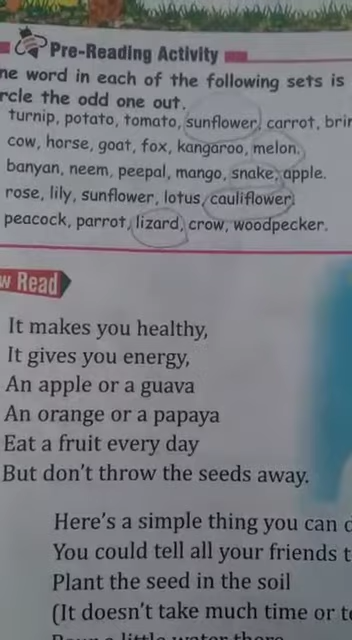 Pre-Reading Activity
ne word in each of the following sets is
rcle the odd one out.
turnip, potato, tomato, sunflower, carrot, brin
cow, horse, goat, fox, kangaroo, melon.
banyan, neem, peepal, mango, snake, apple.
rose, lily, sunflower, lotus, cauliflower.
peacock, parrot, lizard, crow, woodpecker.
w Read
It makes you healthy,
It gives you energy,
An apple or a guava
An orange or a papaya
Eat a fruit every day
But don't throw the seeds away.
Here's a simple thing you can d
You could tell all your friends t
Plant the seed in the soil
(It doesn't take much time or to